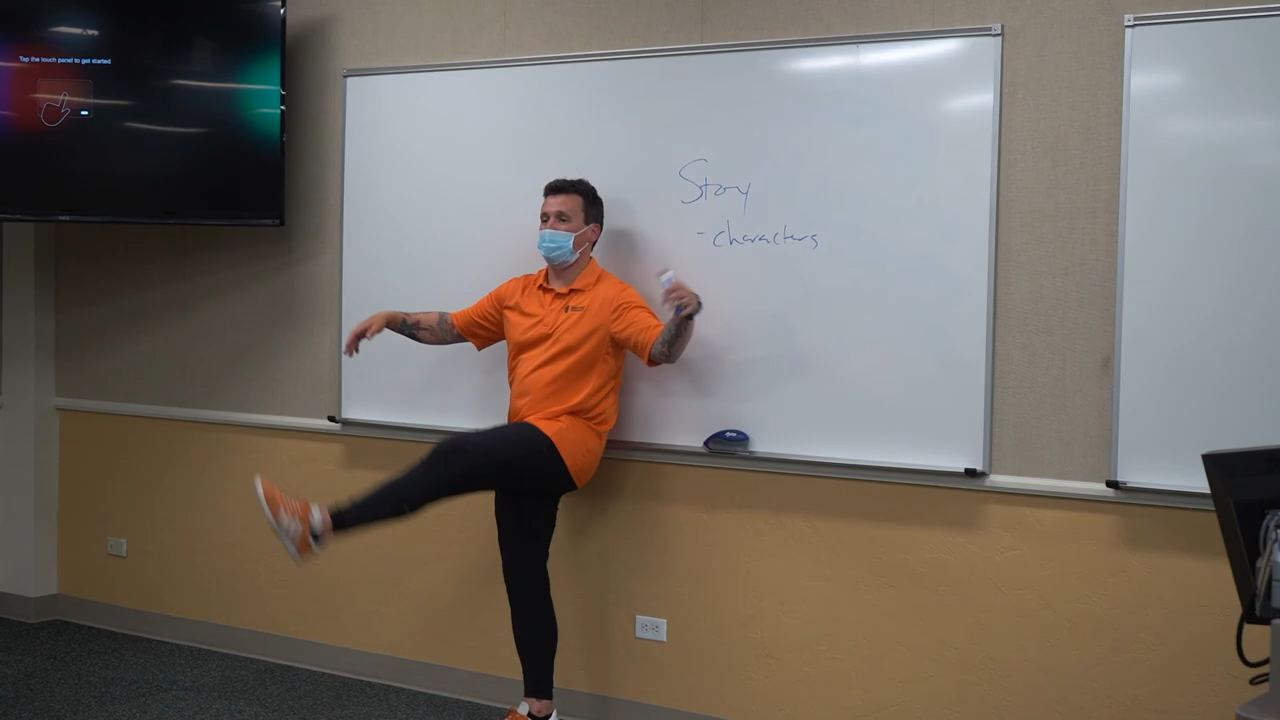 Tap the touch panel to get started
Story
-characters